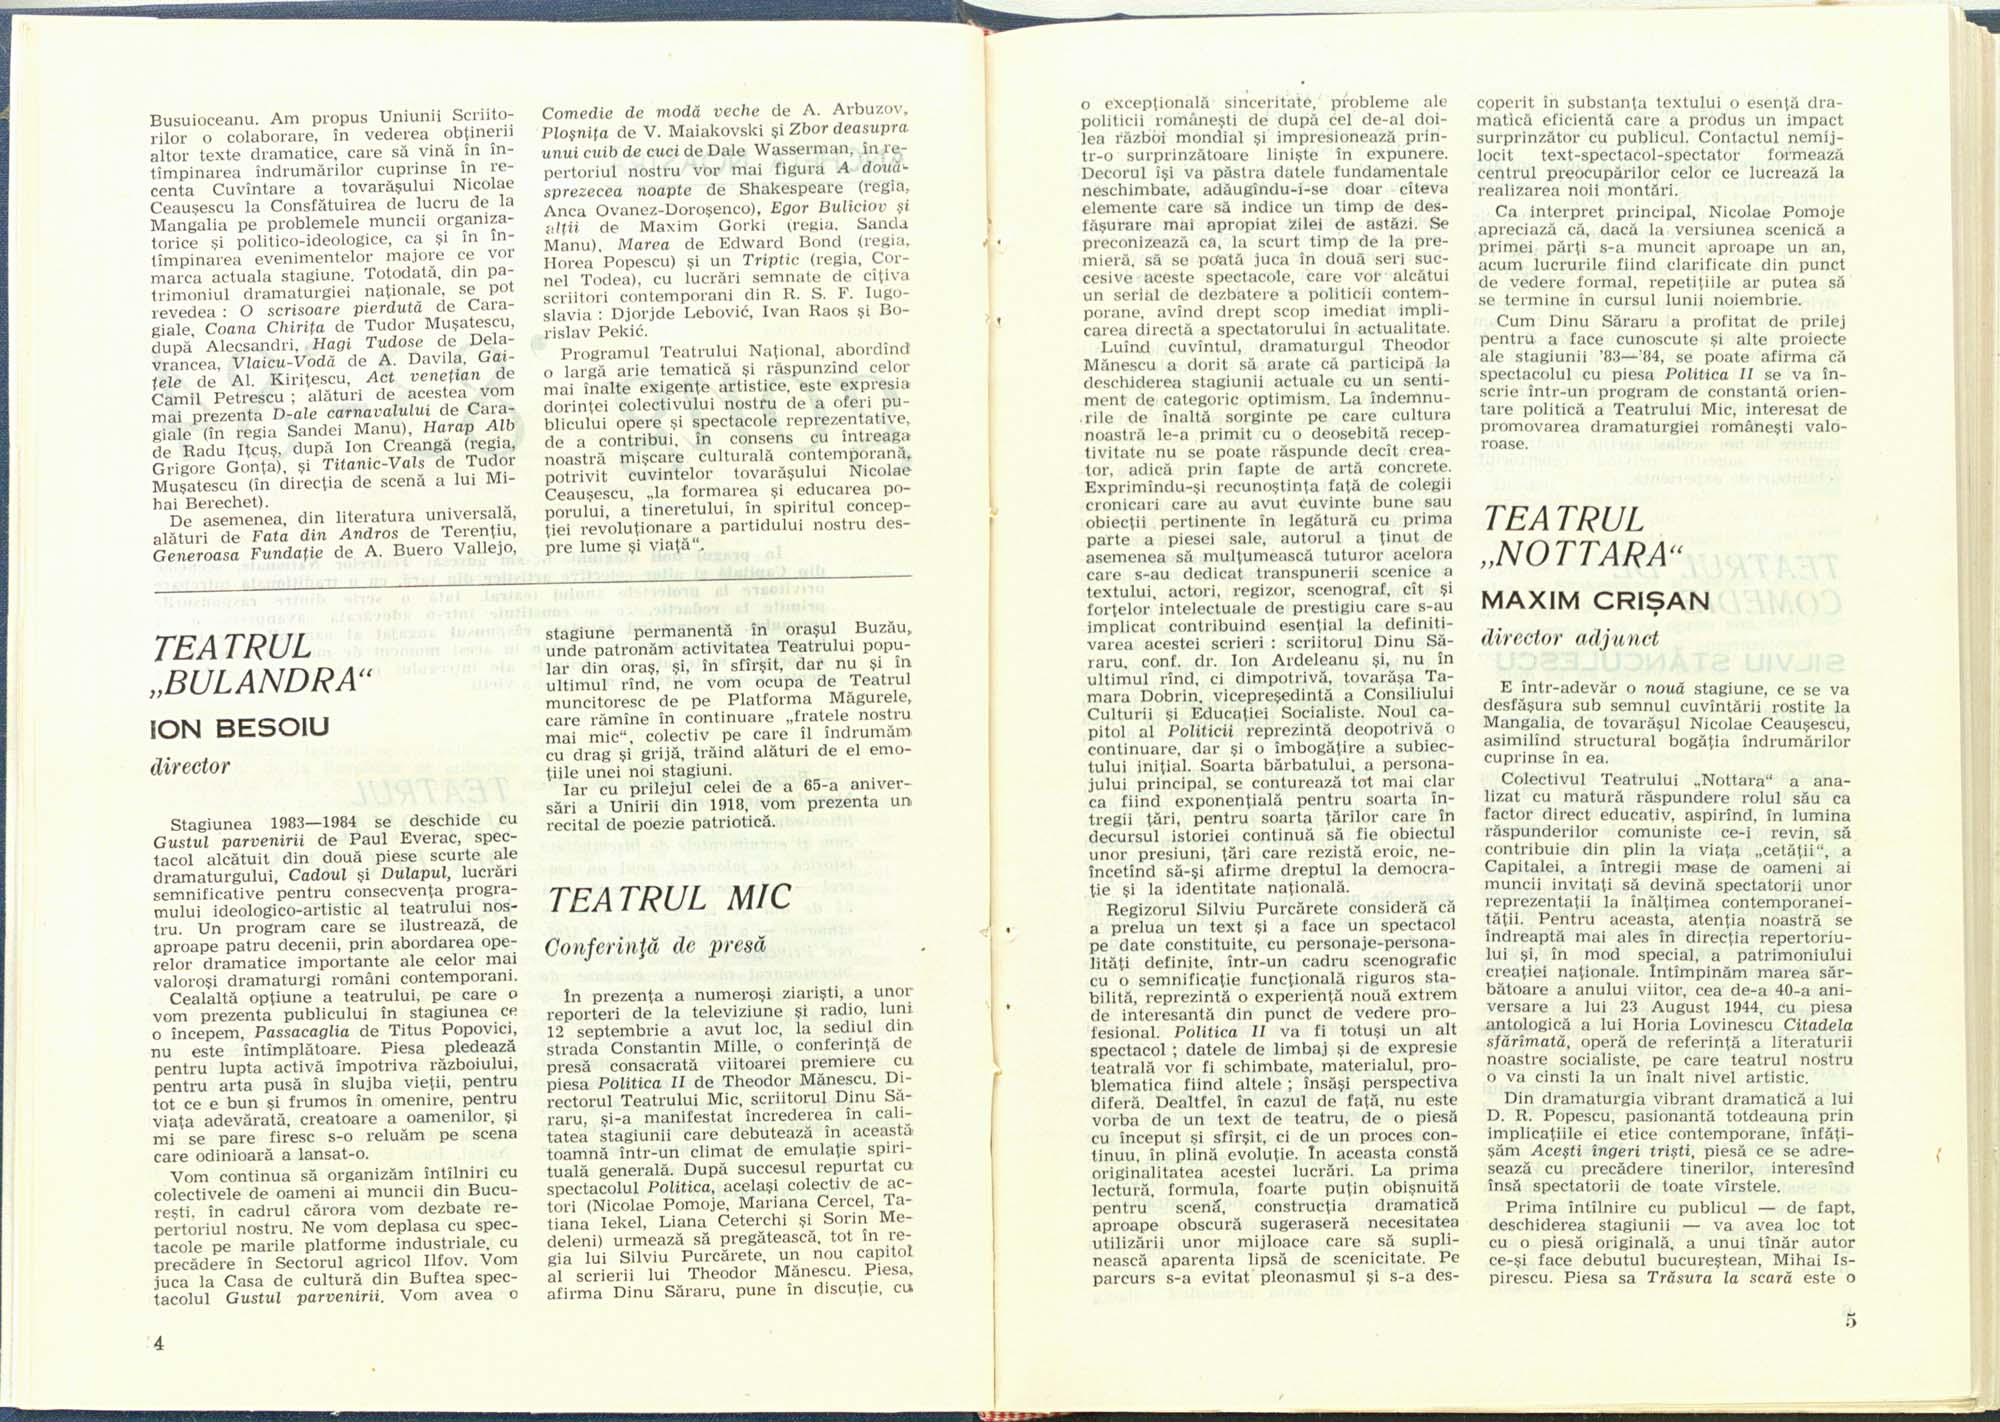 Busuioceanu. Am propus Uniunii Scriito-
rilor o colaborare, în vederea obținerii
altor texte dramatice, care să vină în în-
tîmpinarea îndrumărilor cuprinse în re-
centa Cuvîntare a tovarășului Nicolae
Ceaușescu la Consfătuirea de lucru de la
Mangalia pe problemele muncii organiza-
torice și politico-ideologice, ca și în în-
tîmpinarea evenimentelor majore ce vor
marca actuala stagiune. Totodată, din pa-
trimoniul dramaturgiei naționale, se pot
revedea : O scrisoare pierdută de Cara-
giale, Coana Chirița de Tudor Mușatescu,
după Alecsandri, Hagi Tudose de Dela-
vrancea, Vlaicu-Vodă de A. Davila, Gai-
țele de Al. Kirițescu, Act venețian de
Camil Petrescu ; alături de acestea vom
mai prezenta D-ale carnavalului de Cara-
giale (în regia Sandei Manu), Harap Alb
de Radu Ițcuș, după Ion Creangă (regia,
Grigore Gonța), și Titanic-Vals de Tudor
Mușatescu (în direcția de scenă a lui Mi-
hai Berechet).
De asemenea, din literatura universală,
alături de Fata din Andros de Terențiu,
Generoasa Fundație de A. Buero Vallejo,
Comedie de modă veche de A. Arbuzov,
Ploșnița de V. Maiakovski și Zbor deasupra
unui cuib de cuci de Dale Wasserman, în re-
pertoriul nostru vor mai figura A două-
sprezecea noapte de Shakespeare (regia,
Anca Ovanez-Doroșenco), Egor Buliciov și
alții de Maxim Gorki (regia, Sanda
Manu), Marea de Edward Bond (regia,
Horea Popescu) și un Triptic (regia, Cor-
nel Todea), cu lucrări semnate de cîțiva
scriitori contemporani din R. S. F. Iugo-
slavia : Djorjde Lebović, Ivan Raos și Bo-
rislav Pekić.
Programul Teatrului Național, abordînd
o largă arie tematică și răspunzînd celor
mai înalte exigențe artistice, este expresia
dorinței colectivului nostru de a oferi pu-
blicului opere și spectacole reprezentative,
de a contribui, în consens cu întreaga
noastră mișcare culturală contemporană,
potrivit cuvintelor tovarășului Nicolae
Ceaușescu, „la formarea și educarea po-
porului, a tineretului, în spiritul concep-
ției revoluționare a partidului nostru des-
pre lume și viață“.
TEATRUL
„BULANDRA“
ION BESOIU
director
Stagiunea 1983—1984 se deschide cu
Gustul parvenirii de Paul Everac, spec-
tacol alcătuit din două piese scurte ale
dramaturgului, Cadoul și Dulapul, lucrări
semnificative pentru consecvența progra-
mului ideologico-artistic al teatrului nos-
tru. Un program care se ilustrează, de
aproape patru decenii, prin abordarea ope-
relor dramatice importante ale celor mai
valoroși dramaturgi români contemporani.
Cealaltă opțiune a teatrului, pe care o
vom prezenta publicului în stagiunea ce
o începem, Passacaglia de Titus Popovici,
nu este întîmplătoare. Piesa pledează
pentru lupta activă împotriva războiului,
pentru arta pusă în slujba vieții, pentru
tot ce e bun și frumos în omenire, pentru
viața adevărată, creatoare a oamenilor, și
mi se pare firesc s-o reluăm pe scena
care odinioară a lansat-o.
Vom continua să organizăm întîlniri cu
colectivele de oameni ai muncii din Bucu-
rești, în cadrul cărora vom dezbate re-
pertoriul nostru. Ne vom deplasa cu spec-
tacole pe marile platforme industriale, cu
precădere în Sectorul agricol Ilfov. Vom
juca la Casa de cultură din Buftea spec-
tacolul Gustul parvenirii. Vom avea o
stagiune permanentă în orașul Buzău,
unde patronăm activitatea Teatrului popu-
lar din oraș, și, în sfîrșit, dar nu și în
ultimul rînd, ne vom ocupa de Teatrul
muncitoresc de pe Platforma Măgurele,
care rămîne în continuare „fratele nostru
mai mic“, colectiv pe care îl îndrumăm
cu drag și grijă, trăind alături de el emo-
țiile unei noi stagiuni.
Iar cu prilejul celei de a 65-a aniver-
sări a Unirii din 1918, vom prezenta un
recital de poezie patriotică.
TEATRUL MIC
Conferință de presă
În prezența a numeroși ziariști, a unor
reporteri de la televiziune și radio, luni
12 septembrie a avut loc, la sediul din
strada Constantin Mille, o conferință de
presă consacrată viitoarei premiere cu
piesa Politica II de Theodor Mănescu. Di-
rectorul Teatrului Mic, scriitorul Dinu Să-
raru, și-a manifestat încrederea în cali-
tatea stagiunii care debutează în această
toamnă într-un climat de emulație spiri-
tuală generală. După succesul repurtat cu
spectacolul Politica, același colectiv de ac-
tori (Nicolae Pomoje, Mariana Cercel, Ta-
tiana Iekel, Liana Ceterchi și Sorin Me-
deleni) urmează să pregătească, tot în re-
gia lui Silviu Purcărete, un nou capitol
al scrierii lui Theodor Mănescu. Piesa,
afirma Dinu Săraru, pune în discuție, cu
4
o excepțională sinceritate, probleme ale
politicii românești de după cel de-al doi-
lea război mondial și impresionează prin-
tr-o surprinzătoare liniște în expunere.
Decorul își va păstra datele fundamentale
neschimbate, adăugîndu-i-se doar cîteva
elemente care să indice un timp de des-
fășurare mai apropiat zilei de astăzi. Se
preconizează ca, la scurt timp de la pre-
mieră, să se poată juca în două seri suc-
cesive aceste spectacole, care vor alcătui
un serial de dezbatere a politicii contem-
porane, avînd drept scop imediat impli-
carea directă a spectatorului în actualitate.
Luînd cuvîntul, dramaturgul Theodor
Mănescu a dorit să arate că participă la
deschiderea stagiunii actuale cu un senti-
ment de categoric optimism. La îndemnu-
rile de înaltă sorginte pe care cultura
noastră le-a primit cu o deosebită recep-
tivitate nu se poate răspunde decît crea-
tor, adică prin fapte de artă concrete.
Exprimîndu-și recunoștința față de colegii
cronicari care au avut cuvinte bune sau
obiecții pertinente în legătură cu prima
parte a piesei sale, autorul a ținut de
asemenea să mulțumească tuturor acelora
care s-au dedicat transpunerii scenice a
textului, actori, regizor, scenograf, cît și
forțelor intelectuale de prestigiu care s-au
implicat contribuind esențial la definiti-
varea acestei scrieri : scriitorul Dinu Să-
raru, conf. dr. Ion Ardeleanu și, nu în
ultimul rînd, ci dimpotrivă, tovarășa Ta-
mara Dobrin, vicepreședintă a Consiliului
Culturii și Educației Socialiste. Noul ca-
pitol al Politicii reprezintă deopotrivă o
continuare, dar și o îmbogățire a subiec-
tului inițial. Soarta bărbatului, a persona-
jului principal, se conturează tot mai clar
ca fiind exponențială pentru soarta în-
tregii țări, pentru soarta țărilor care în
decursul istoriei continuă să fie obiectul
unor presiuni, țări care rezistă eroic, ne-
încetînd să-și afirme dreptul la democra-
ție și la identitate națională.
Regizorul Silviu Purcărete consideră că
a prelua un text și a face un spectacol
pe date constituite, cu personaje-persona-
lități definite, într-un cadru scenografic
cu o semnificație funcțională riguros sta-
bilită, reprezintă o experiență nouă extrem
de interesantă din punct de vedere pro-
fesional. Politica II va fi totuși un alt
spectacol ; datele de limbaj și de expresie
teatrală vor fi schimbate, materialul, pro-
blematica fiind altele ; însăși perspectiva
diferă. Dealtfel, în cazul de față, nu este
vorba de un text de teatru, de o piesă
cu început și sfîrșit, ci de un proces con-
tinuu, în plină evoluție. În aceasta constă
originalitatea acestei lucrări. La prima
lectură, formula, foarte puțin obișnuită
pentru scenă, construcția dramatică
aproape obscură sugeraseră necesitatea
utilizării unor mijloace care să supli-
nească aparenta lipsă de scenicitate. Pe
parcurs s-a evitat pleonasmul și s-a des-
coperit în substanța textului o esență dra-
matică eficientă care a produs un impact
surprinzător cu publicul. Contactul nemij-
locit text-spectacol-spectator formează
centrul preocupărilor celor ce lucrează la
realizarea noii montări.
Ca interpret principal, Nicolae Pomoje
apreciază că, dacă la versiunea scenică a
primei părți s-a muncit aproape un an,
acum lucrurile fiind clarificate din punct
de vedere formal, repetițiile ar putea să
se termine în cursul lunii noiembrie.
Cum Dinu Săraru a profitat de prilej
pentru a face cunoscute și alte proiecte
ale stagiunii '83—'84, se poate afirma că
spectacolul cu piesa Politica II se va în-
scrie într-un program de constantă orien-
tare politică a Teatrului Mic, interesat de
promovarea dramaturgiei românești valo-
roase.
TEATRUL
„NOTTARA“
MAXIM CRIȘAN
director adjunct
E într-adevăr o nouă stagiune, ce se va
desfășura sub semnul cuvîntării rostite la
Mangalia, de tovarășul Nicolae Ceaușescu,
asimilînd structural bogăția îndrumărilor
cuprinse în ea.
Colectivul Teatrului „Nottara“ a ana-
lizat cu matură răspundere rolul său ca
factor direct educativ, aspirînd, în lumina
răspunderilor comuniste ce-i revin, să
contribuie din plin la viața „cetății“, a
Capitalei, a întregii mase de oameni ai
muncii invitați să devină spectatorii unor
reprezentații la înălțimea contemporanei-
tății. Pentru aceasta, atenția noastră se
îndreaptă mai ales în direcția repertoriu-
lui și, în mod special, a patrimoniului
creației naționale. Întîmpinăm marea săr-
bătoare a anului viitor, cea de-a 40-a ani-
versare a lui 23 August 1944, cu piesa
antologică a lui Horia Lovinescu Citadela
sfărîmată, operă de referință a literaturii
noastre socialiste, pe care teatrul nostru
o va cinsti la un înalt nivel artistic.
Din dramaturgia vibrant dramatică a lui
D. R. Popescu, pasionantă totdeauna prin
implicațiile ei etice contemporane, înfăți-
șăm Acești îngeri triști, piesă ce se adre-
sează cu precădere tinerilor, interesînd
însă spectatorii de toate vîrstele.
Prima întîlnire cu publicul — de fapt,
deschiderea stagiunii — va avea loc tot
cu o piesă originală, a unui tînăr autor
ce-și face debutul bucureștean, Mihai Is-
pirescu. Piesa sa Trăsura la scară este o
5